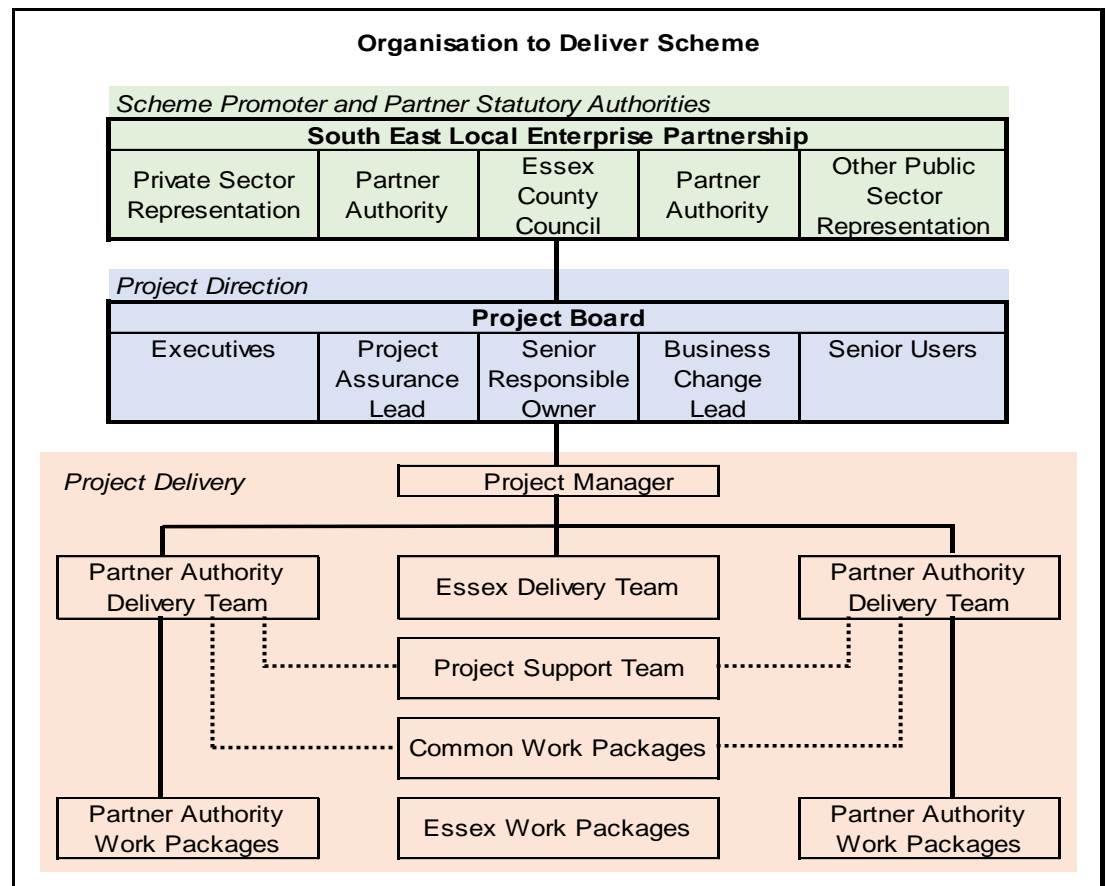 Organisation to Deliver Scheme
Scheme Promoter and Partner Statutory Authorities
South East Local Enterprise Partnership
Private Sector
Representation
Partner
Authority
Essex
County
Council
Partner
Authority
Other Public
Sector
Representation
Project Direction
Project Board
Executives
Project
Assurance
Lead
Senior
Responsible
Owner
Business
Change
Lead
Senior Users
Project Delivery
Project Manager
Partner Authority
Delivery Team
Essex Delivery Team
Partner Authority
Delivery Team
Project Support Team
Common Work Packages
Partner Authority
Work Packages
Essex Work Packages
Partner Authority
Work Packages